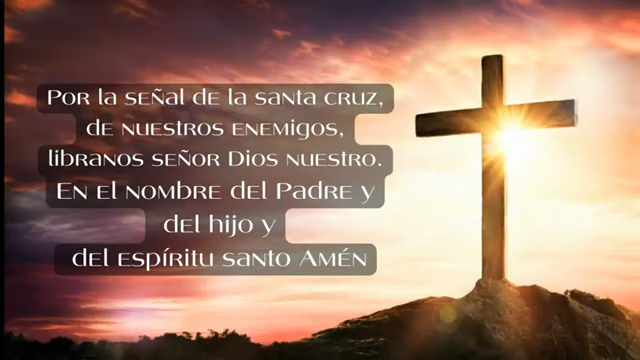 Por la señal de la santa cruz,
de nuestros enemigos,
libranos señor Dios nuestro.
En el nombre del Padre y
del hijo y
del espíritu santo Amén